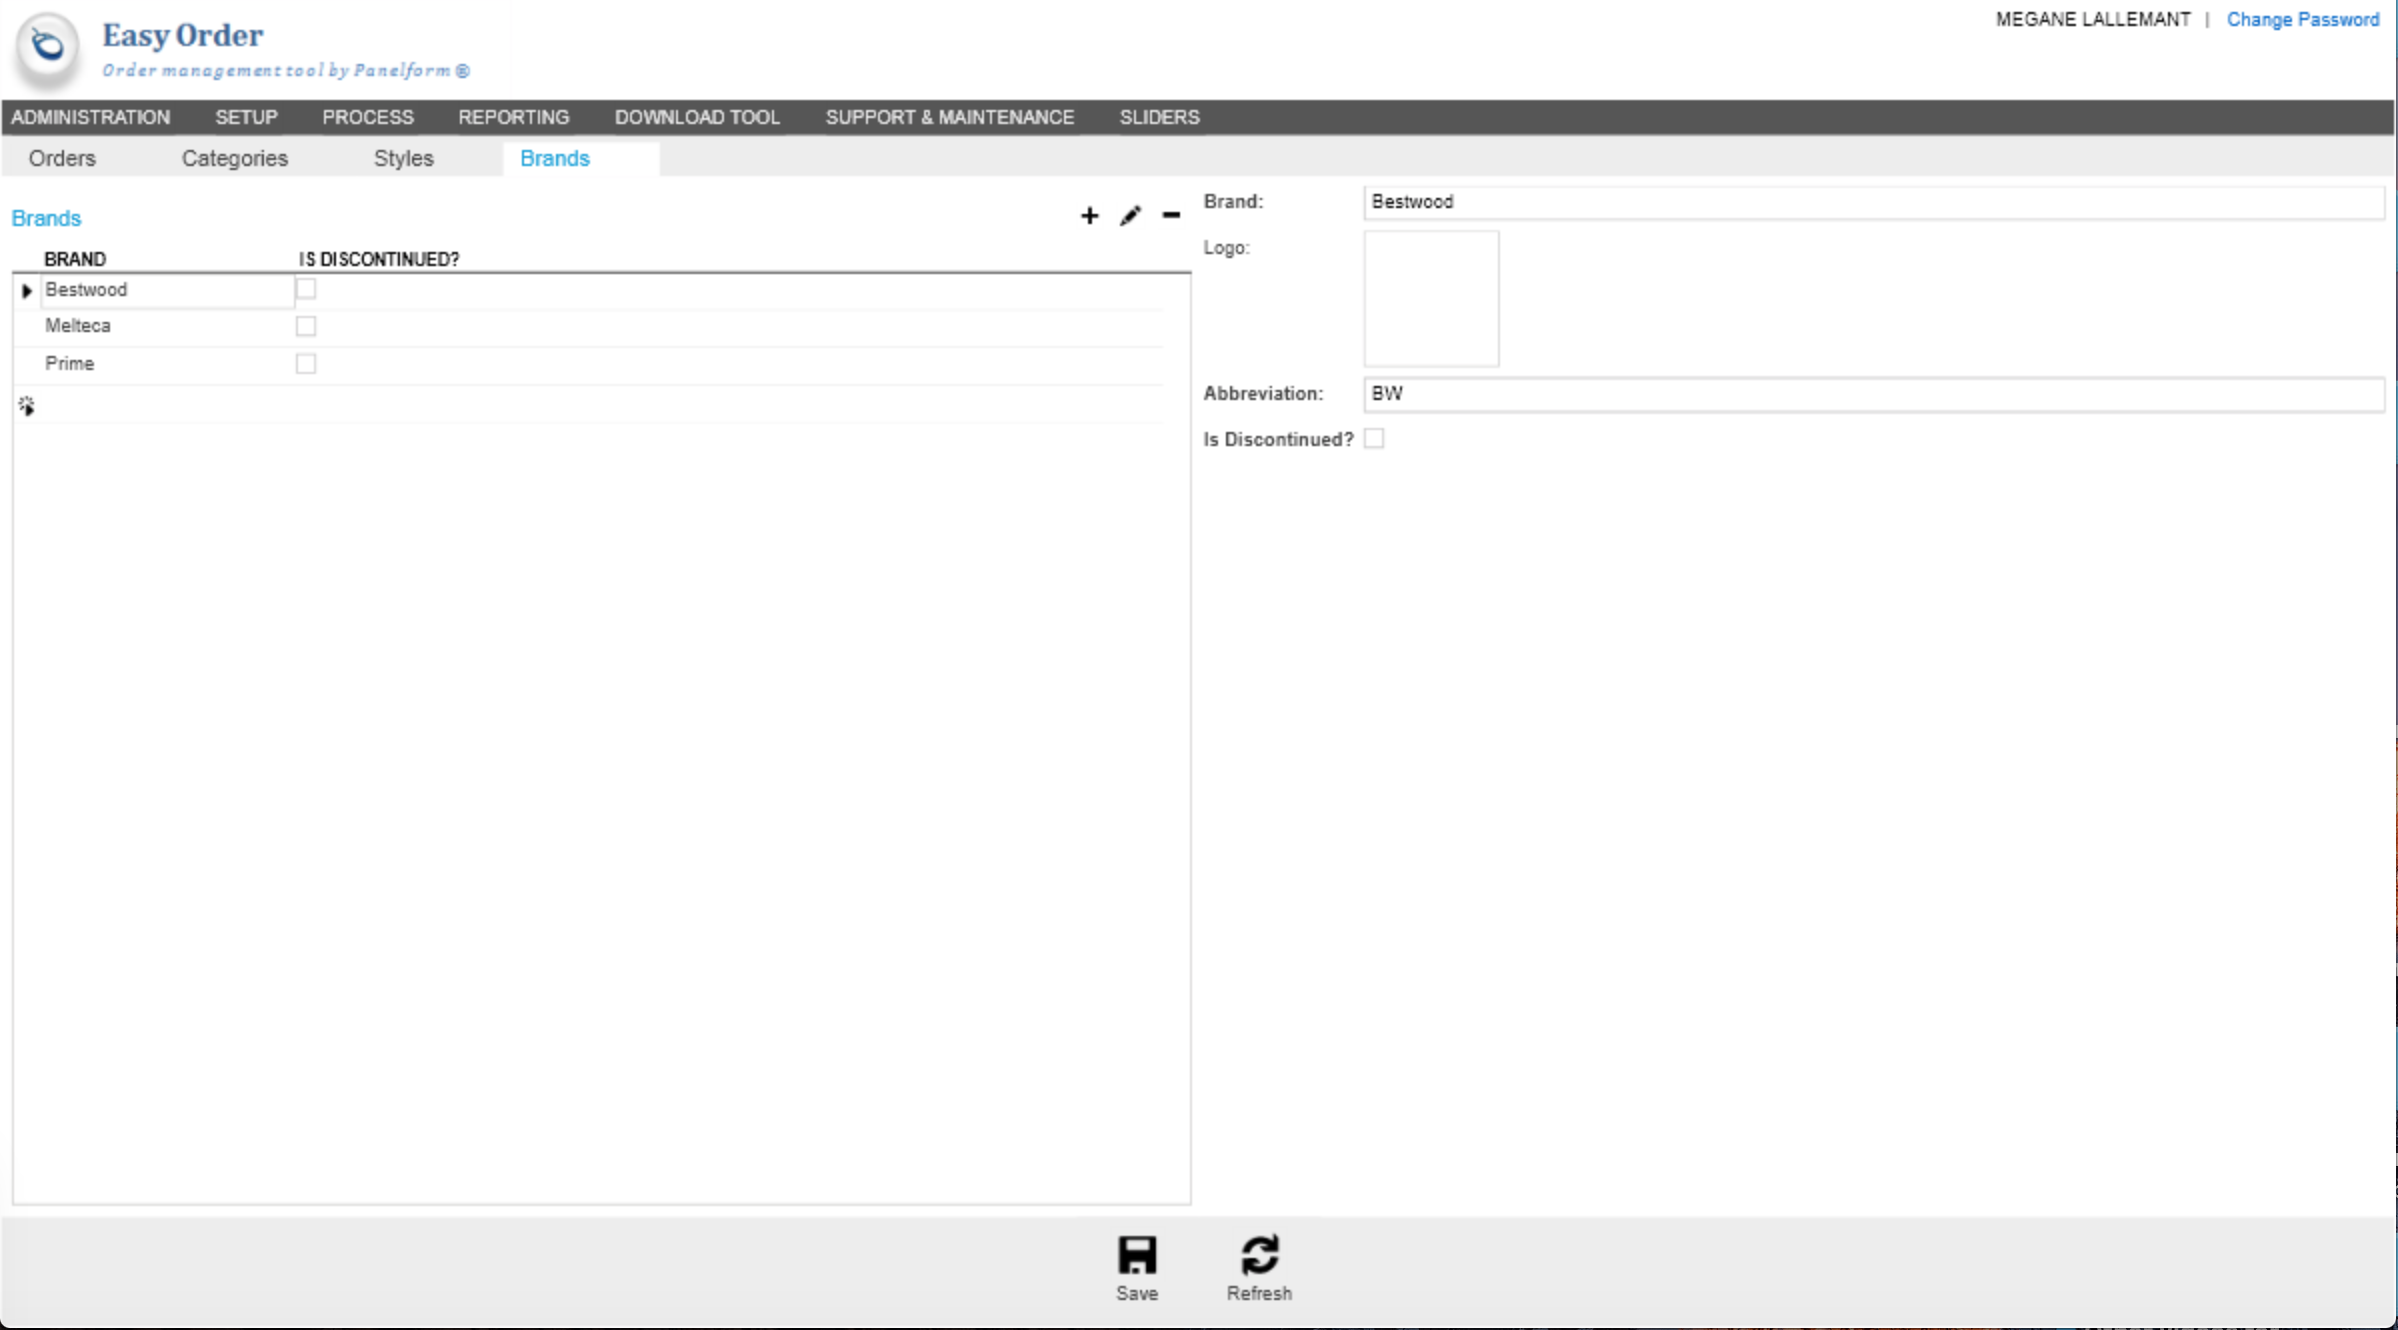 Easy Order
Order management tool by Panelform ®
MEGANE LALLEMANT | Change Password
ADMINISTRATION SETUP PROCESS REPORTING DOWNLOAD TOOL SUPPORT & MAINTENANCE SLIDERS
Orders Categories Styles Brands
Brands
BRAND IS DISCONTINUED?
Bestwood
Melteca
Prime
Brand: Bestwood
Logo:
Abbreviation: BW
Is Discontinued?
Save Refresh